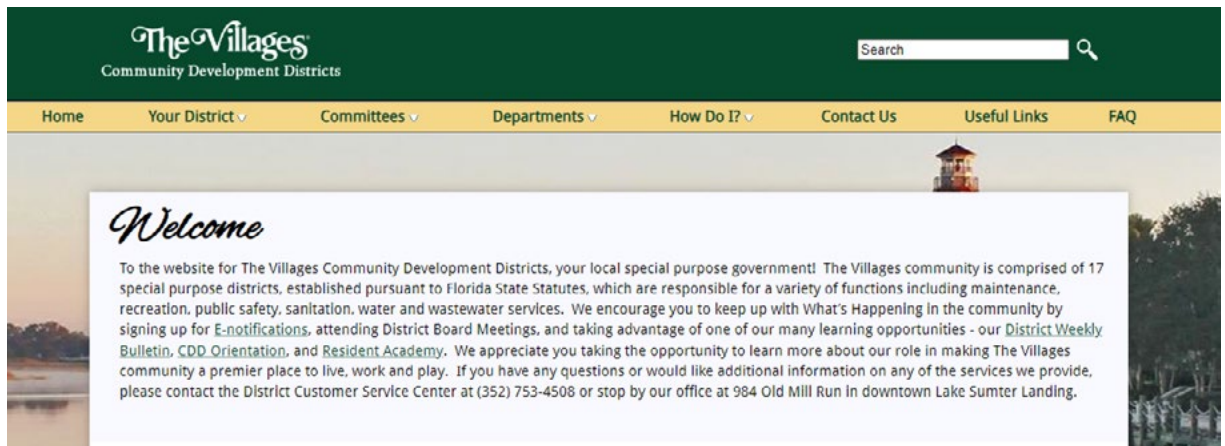 The Villages
Community Development Districts
Search
Home Your District Committees Departments How Do I? Contact Us Useful Links FAQ
Welcome
To the website for The Villages Community Development Districts, your local special purpose government! The Villages community is comprised of 17
special purpose districts, established pursuant to Florida State Statutes, which are responsible for a variety of functions including maintenance,
recreation, public safety, sanitation, water and wastewater services. We encourage you to keep up with What's Happening in the community by
signing up for E-notifications, attending District Board Meetings, and taking advantage of one of our many learning opportunities - our District Weekly
Bulletin, CDD Orientation, and Resident Academy. We appreciate you taking the opportunity to learn more about our role in making The Villages
community a premier place to live, work and play. If you have any questions or would like additional information on any of the services we provide,
please contact the District Customer Service Center at (352) 753-4508 or stop by our office at 984 Old Mill Run in downtown Lake Sumter Landing.